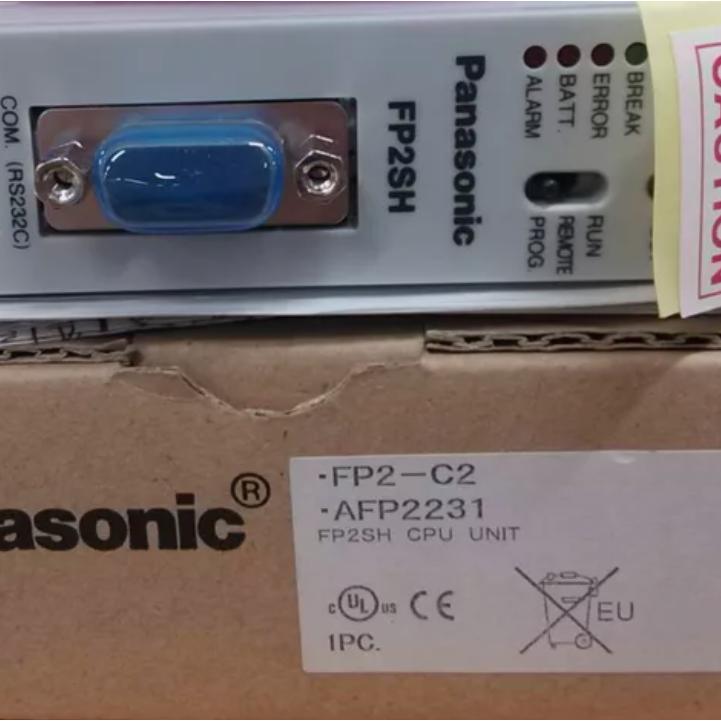 COM. (RS232C)
FP2SH
Panasonic
BREAK
ERROR
BATT.
ALARM
RUN
REMOTE
PROG.
CAUTION
asonic®
·FP2-C2
·AFP2231
FP2SH CPU UNIT
c UL us CE
EU
1PC.